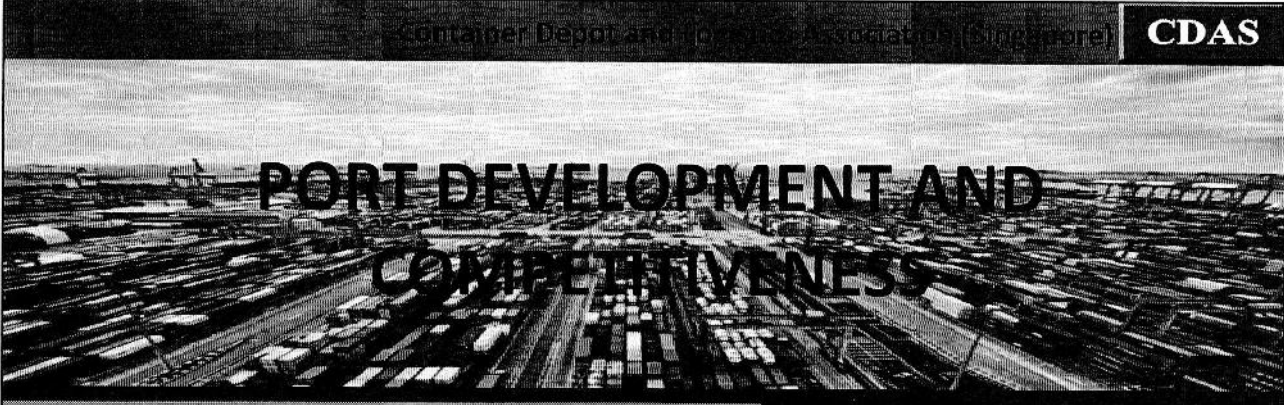 Container Depot and Logistics Association (Singapore)
CDAS
PORT DEVELOPMENT AND
COMPETITIVENESS